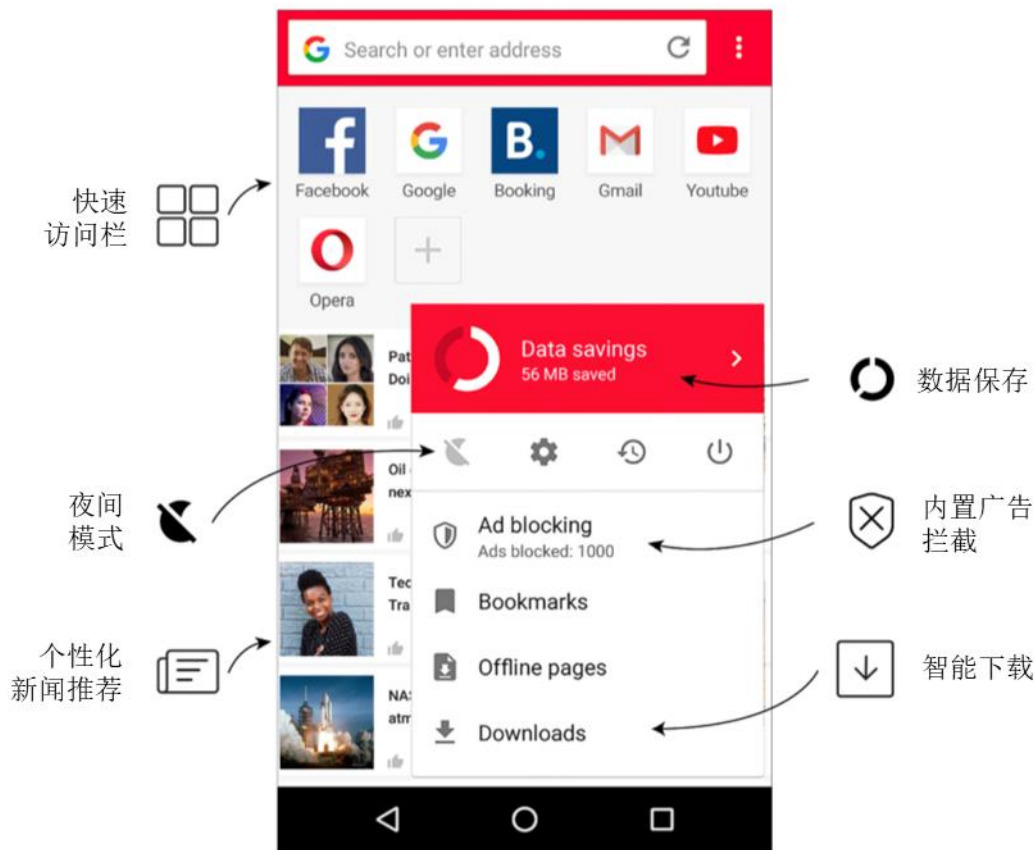 Search or enter address
Facebook
Google
Booking
Gmail
Youtube
快速
访问栏
Opera
Data savings
56 MB saved
数据保存
Pat
Doi
Oil
nex
夜间
模式
Ad blocking
Ads blocked: 1000
内置广告
拦截
Bookmarks
Tec
Tra
个性化
新闻推荐
Offline pages
智能下载
NA
atm
Downloads